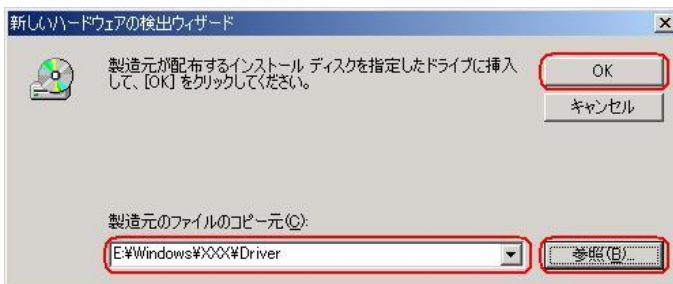 新しいハードウェアの検出ウィザード
製造元が配布するインストール ディスクを指定したドライブに挿入
して、[OK] をクリックしてください。
OK
キャンセル
製造元のファイルのコピー元(C):
E:¥Windows¥XXX¥Driver
参照(B)...